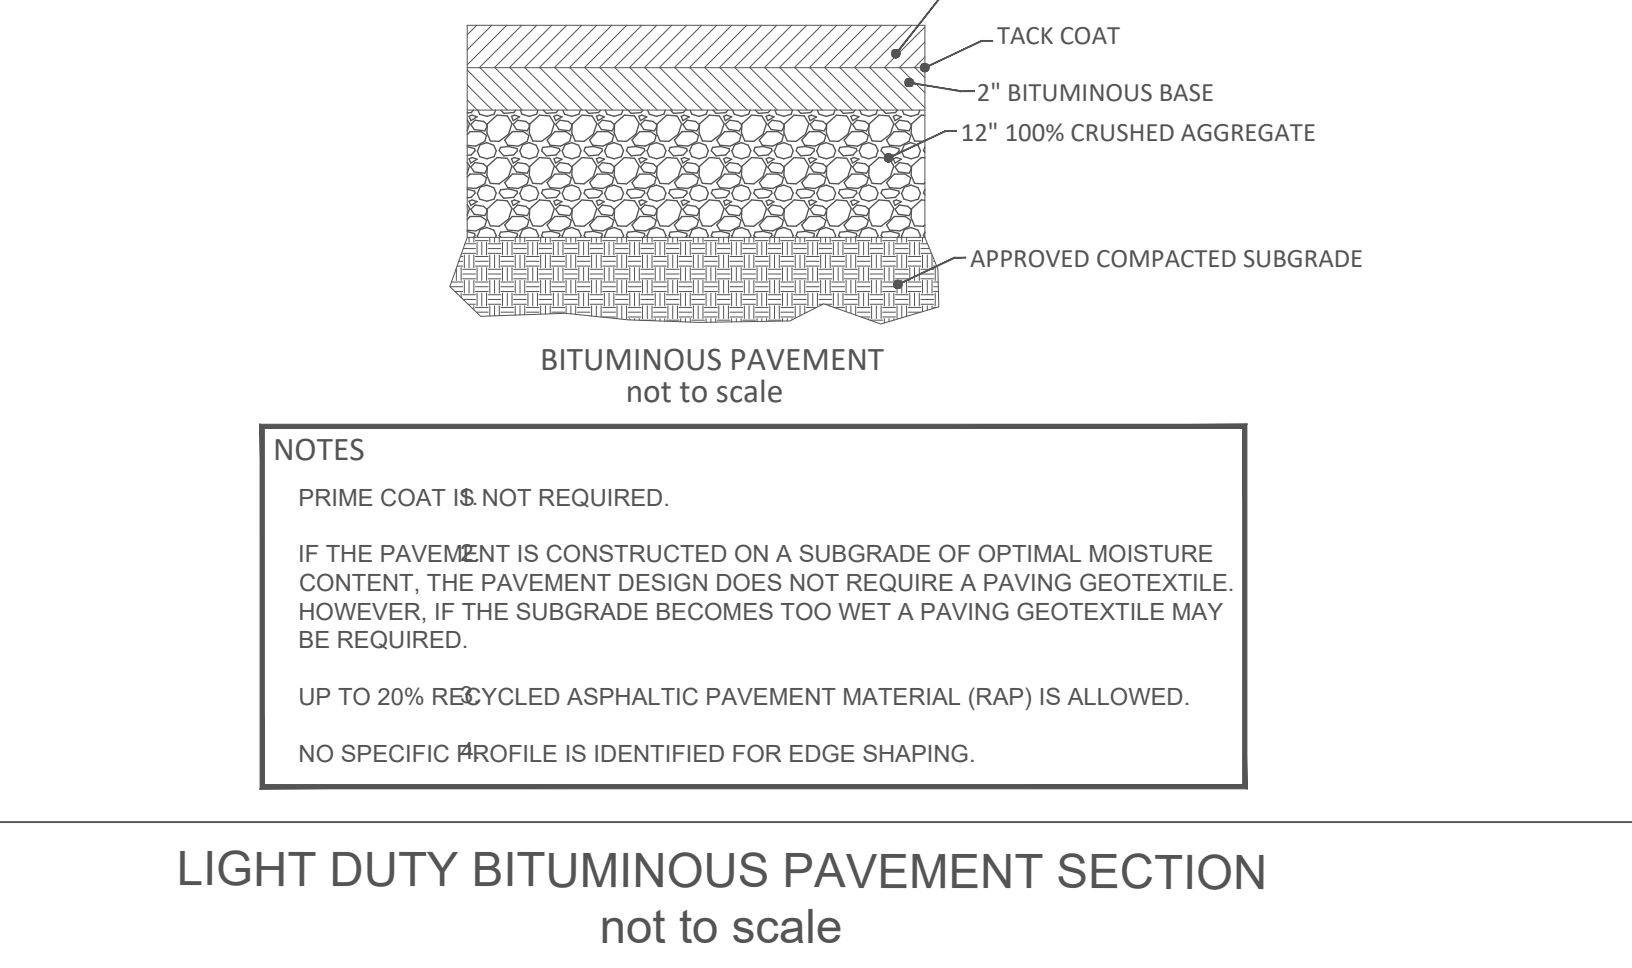 TACK COAT
2" BITUMINOUS BASE
12" 100% CRUSHED AGGREGATE
APPROVED COMPACTED SUBGRADE
BITUMINOUS PAVEMENT
not to scale
NOTES
1. PRIME COAT IS NOT REQUIRED.
2. IF THE PAVEMENT IS CONSTRUCTED ON A SUBGRADE OF OPTIMAL MOISTURE
CONTENT, THE PAVEMENT DESIGN DOES NOT REQUIRE A PAVING GEOTEXTILE.
HOWEVER, IF THE SUBGRADE BECOMES TOO WET A PAVING GEOTEXTILE MAY
BE REQUIRED.
3. UP TO 20% RECYCLED ASPHALTIC PAVEMENT MATERIAL (RAP) IS ALLOWED.
4. NO SPECIFIC PROFILE IS IDENTIFIED FOR EDGE SHAPING.
LIGHT DUTY BITUMINOUS PAVEMENT SECTION
not to scale